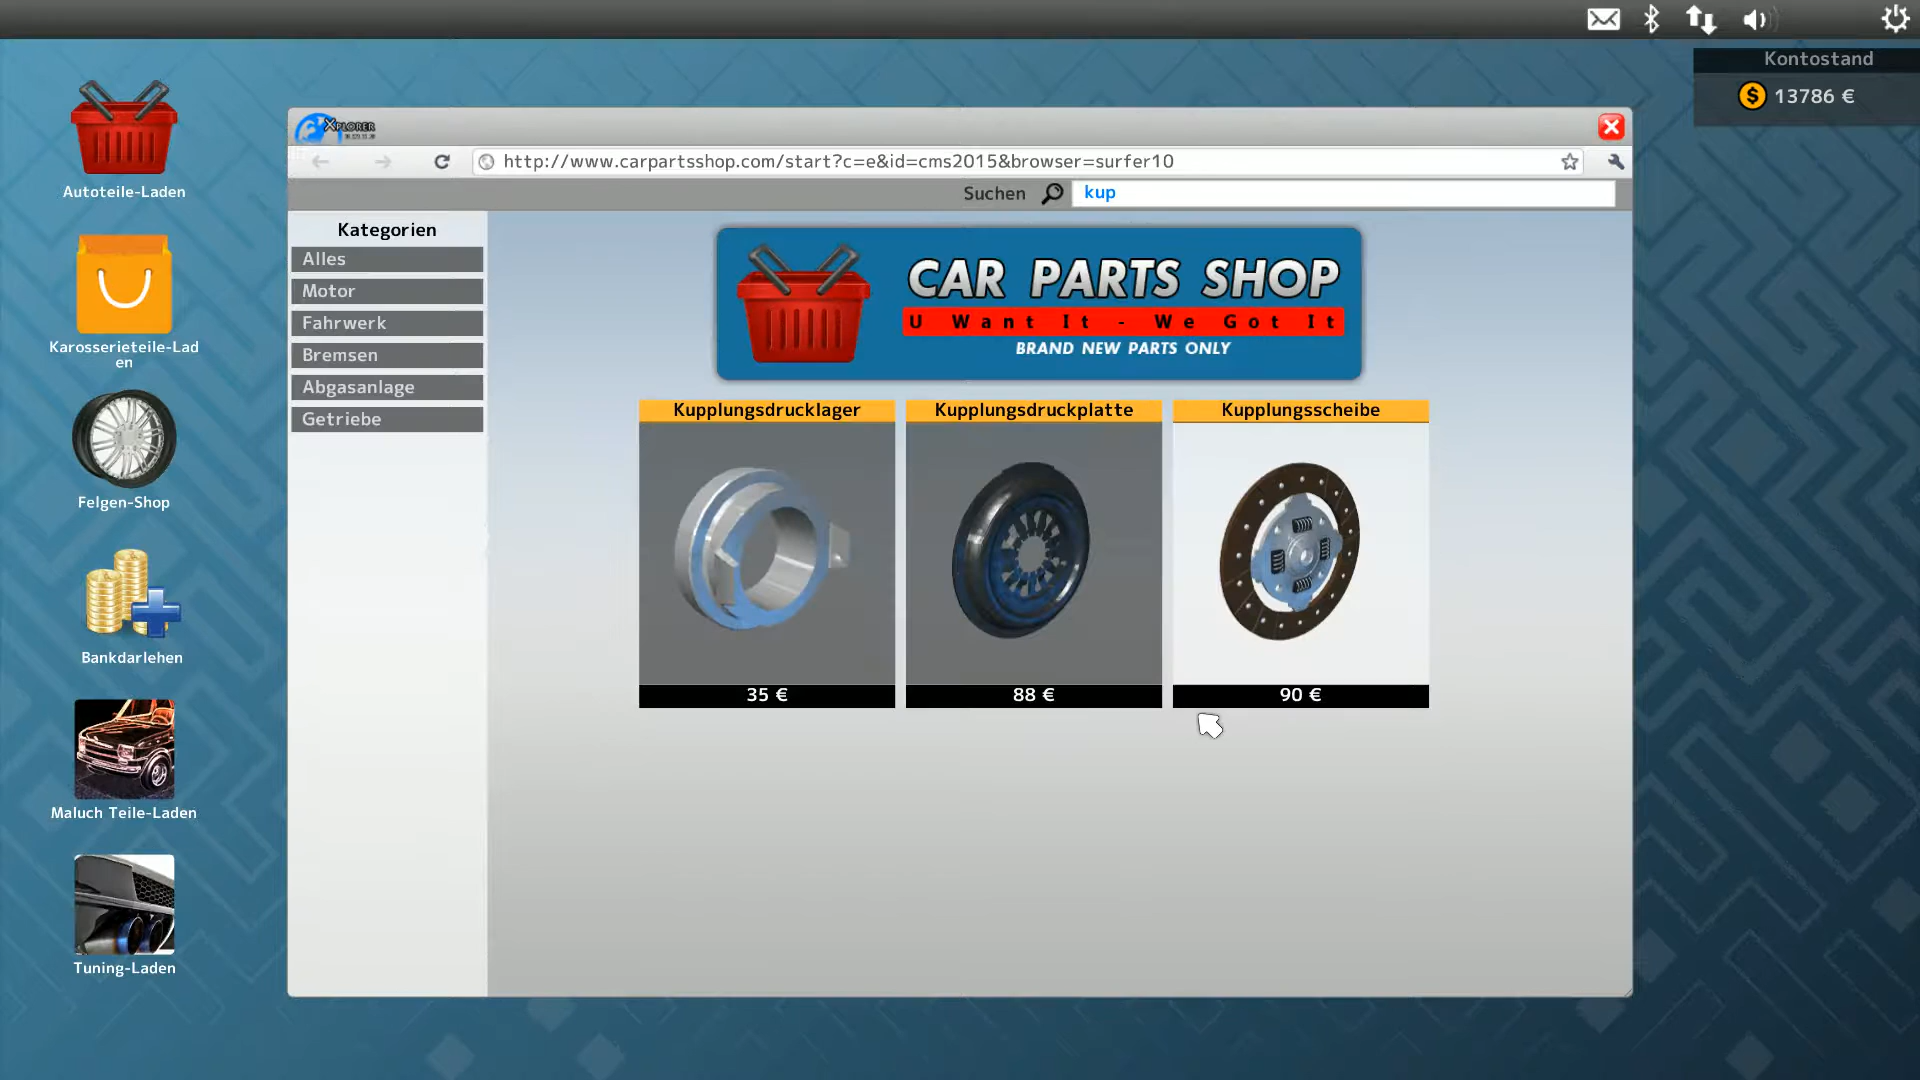 Kontostand
13786 €
Autoteile-Laden
Karosserieteile-Lad
en
Felgen-Shop
Bankdarlehen
Maluch Teile-Laden
Tuning-Laden
XPLORER
http://www.carpartsshop.com/start?c=e&id=cms2015&browser=surfer10
Suchen
kup
Kategorien
Alles
Motor
Fahrwerk
Bremsen
Abgasanlage
Getriebe
CAR PARTS SHOP
U Want It - We Got It
BRAND NEW PARTS ONLY
Kupplungsdrucklager
35 €
Kupplungsdruckplatte
88 €
Kupplungsscheibe
90 €